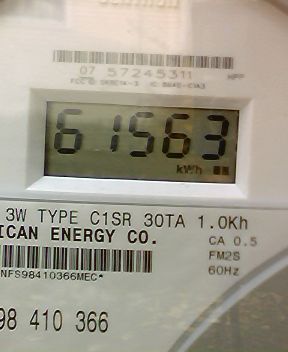 07 57245311 HPP
61563
kWh
3W TYPE C1SR 30TA 1.0Kh
ICAN ENERGY CO.
CA 0.5
FM2S
60Hz
NFS98410366MEC*
98 410 366